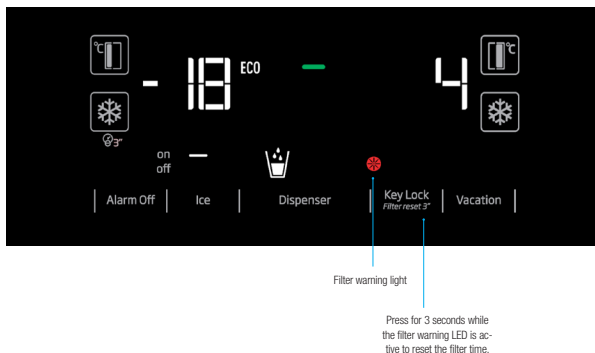 °C
°C
- 18 ECO
4
3"
on
off
Alarm Off
Ice
Dispenser
Key Lock
Filter reset 3"
Vacation
Filter warning light
Press for 3 seconds while
the filter warning LED is ac-
tive to reset the filter time.